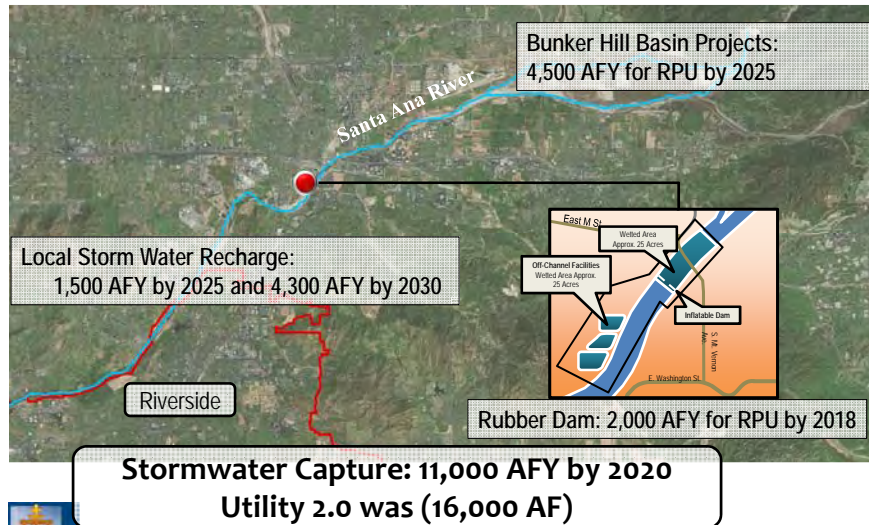 Bunker Hill Basin Projects:
4,500 AFY for RPU by 2025
Santa Ana River
Local Storm Water Recharge:
1,500 AFY by 2025 and 4,300 AFY by 2030
East M St.
Wetted Area
Approx. 25 Acres
Off-Channel Facilities
Wetted Area Approx.
25 Acres
Inflatable Dam
S. Mt. Vernon
Ave.
E. Washington St.
Riverside
Rubber Dam: 2,000 AFY for RPU by 2018
Stormwater Capture: 11,000 AFY by 2020
Utility 2.0 was (16,000 AF)